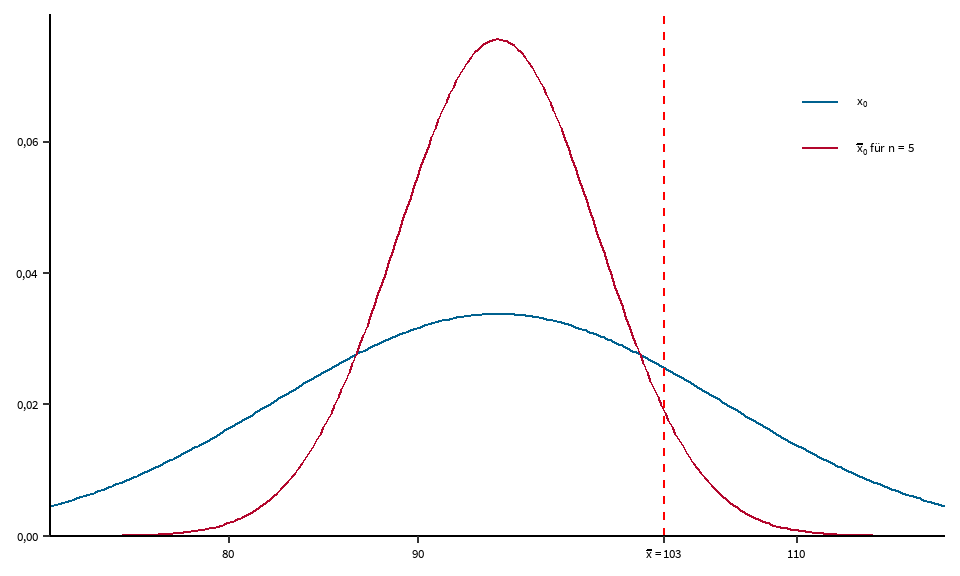 x₀
x̅₀ für n = 5
0,06
0,04
0,02
0,00
80
90
x̅ = 103
110